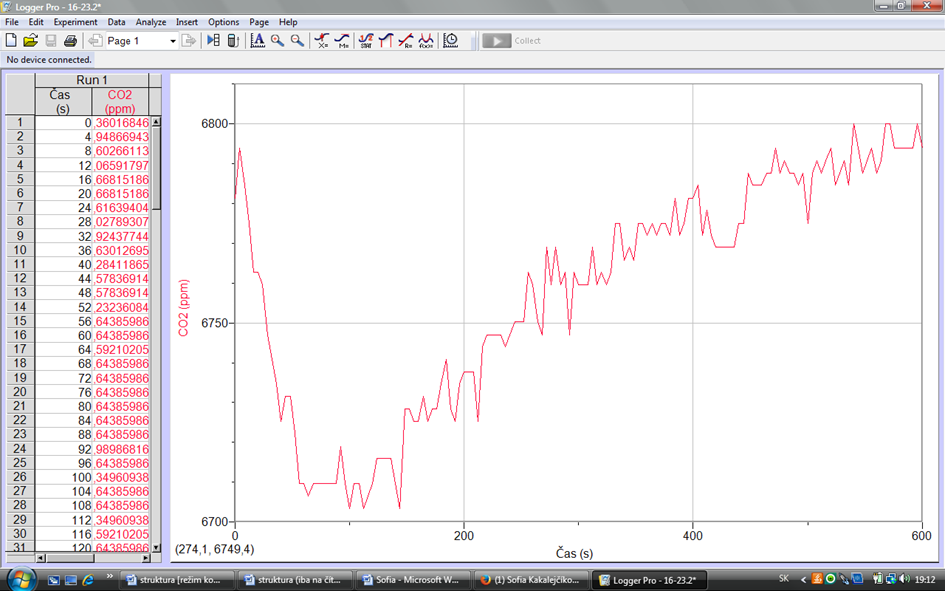 Logger Pro - 16-23.2*
File Edit Experiment Data Analyze Insert Options Page Help
Page 1
Collect
No device connected.
Run 1
Čas CO2
(s) (ppm)
1 0 ,36016846
2 4 ,94866943
3 8 ,60266113
4 12 ,06591797
5 16 ,66815186
6 20 ,66815186
7 24 ,61639404
8 28 ,02789307
9 32 ,92437744
10 36 ,63012695
11 40 ,28411865
12 44 ,57836914
13 48 ,57836914
14 52 ,23236084
15 56 ,64385986
16 60 ,64385986
17 64 ,59210205
18 68 ,64385986
19 72 ,64385986
20 76 ,64385986
21 80 ,64385986
22 84 ,64385986
23 88 ,64385986
24 92 ,98986816
25 96 ,64385986
26 100 ,34960938
27 104 ,64385986
28 108 ,64385986
29 112 ,34960938
30 116 ,59210205
31 120 ,64385986
6800
CO2 (ppm)
6750
6700
0 200 400 600
(274,1, 6749,4)
Čas (s)
struktura [režim ko...
struktura (iba na čít...
Sofia - Microsoft W...
(1) Sofia Kakalejčíko...
Logger Pro - 16-23.2*
SK
19:12